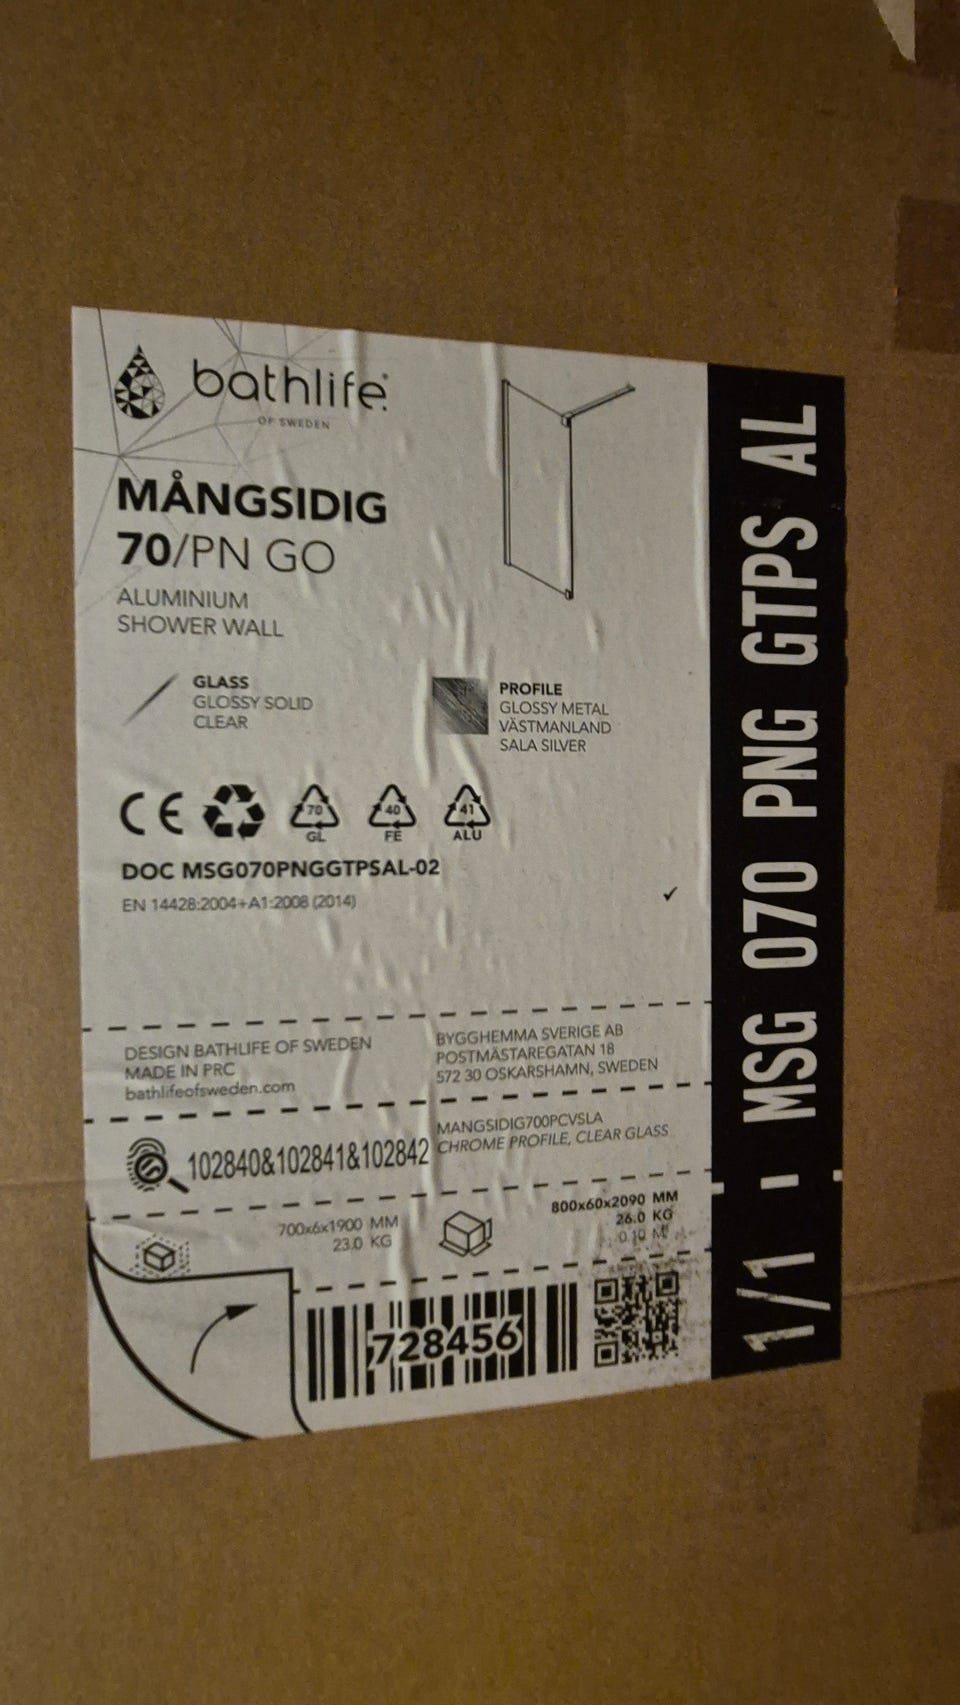 bathlife
OF SWEDEN
MÅNGSIDIG
70/PN GO
ALUMINIUM
SHOWER WALL
GLASS
GLOSSY SOLID
CLEAR
PROFILE
GLOSSY METAL
VÄSTMANLAND
SALA SILVER
CE
70
GL
40
FE
41
ALU
DOC MSG070PNGGTPSAL-02
EN 14428:2004+A1:2008 (2014)
✓
DESIGN BATHLIFE OF SWEDEN
MADE IN PRC
bathlifeofsweden.com
BYGGHEMMA SVERIGE AB
POSTMÄSTAREGATAN 18
572 30 OSKARSHAMN, SWEDEN
102840&102841&102842
MANGSIDIG700PCVSLA
CHROME PROFILE, CLEAR GLASS
700x6x1900 MM
23.0 KG
800x60x2090 MM
26.0 KG
0.10 M³
728456
1/1 - MSG 070 PNG GTPS AL